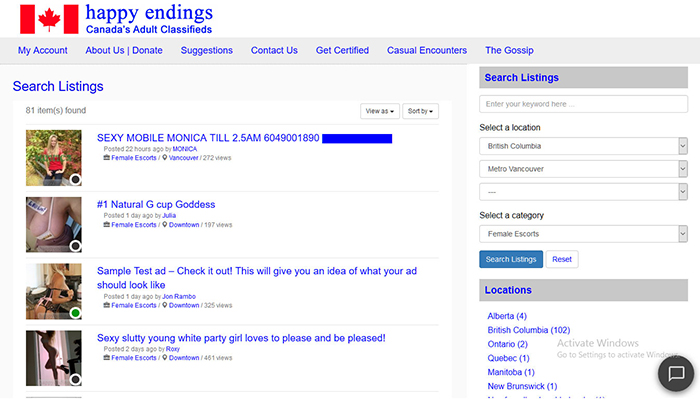 happy endings
Canada's Adult Classifieds
My Account
About Us | Donate
Suggestions
Contact Us
Get Certified
Casual Encounters
The Gossip
Search Listings
81 item(s) found
View as
Sort by
SEXY MOBILE MONICA TILL 2.5AM 6049001890
Posted 22 hours ago by MONICA
Female Escorts / Vancouver / 272 views
#1 Natural G cup Goddess
Posted 1 day ago by Julia
Female Escorts / Downtown / 197 views
Sample Test ad – Check it out! This will give you an idea of what your ad
should look like
Posted 1 day ago by Jon Rambo
Female Escorts / Downtown / 325 views
Sexy slutty young white party girl loves to please and be pleased!
Posted 2 days ago by Roxy
Female Escorts / Downtown / 461 views
Search Listings
Enter your keyword here ...
Select a location
British Columbia
Metro Vancouver
---
Select a category
Female Escorts
Search Listings
Reset
Locations
Alberta (4)
British Columbia (102)
Ontario (2)
Quebec (1)
Manitoba (1)
New Brunswick (1)
Activate Windows
Go to Settings to activate Windows.